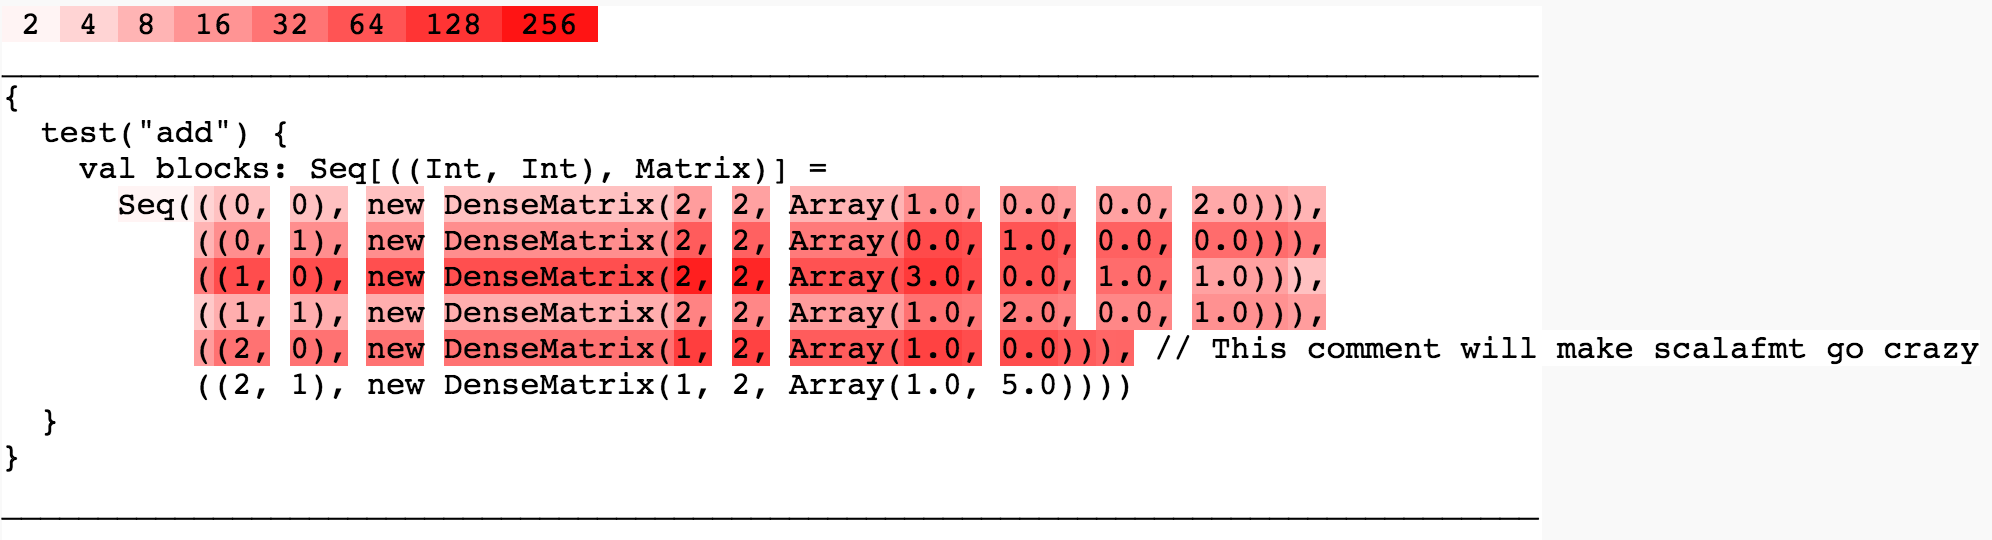 2 4 8 16 32 64 128 256
{
  test("add") {
    val blocks: Seq[((Int, Int), Matrix)] =
      Seq(((0, 0), new DenseMatrix(2, 2, Array(1.0, 0.0, 0.0, 2.0))),
          ((0, 1), new DenseMatrix(2, 2, Array(0.0, 1.0, 0.0, 0.0))),
          ((1, 0), new DenseMatrix(2, 2, Array(3.0, 0.0, 1.0, 1.0))),
          ((1, 1), new DenseMatrix(2, 2, Array(1.0, 2.0, 0.0, 1.0))),
          ((2, 0), new DenseMatrix(1, 2, Array(1.0, 0.0))), // This comment will make scalafmt go crazy
          ((2, 1), new DenseMatrix(1, 2, Array(1.0, 5.0))))
  }
}